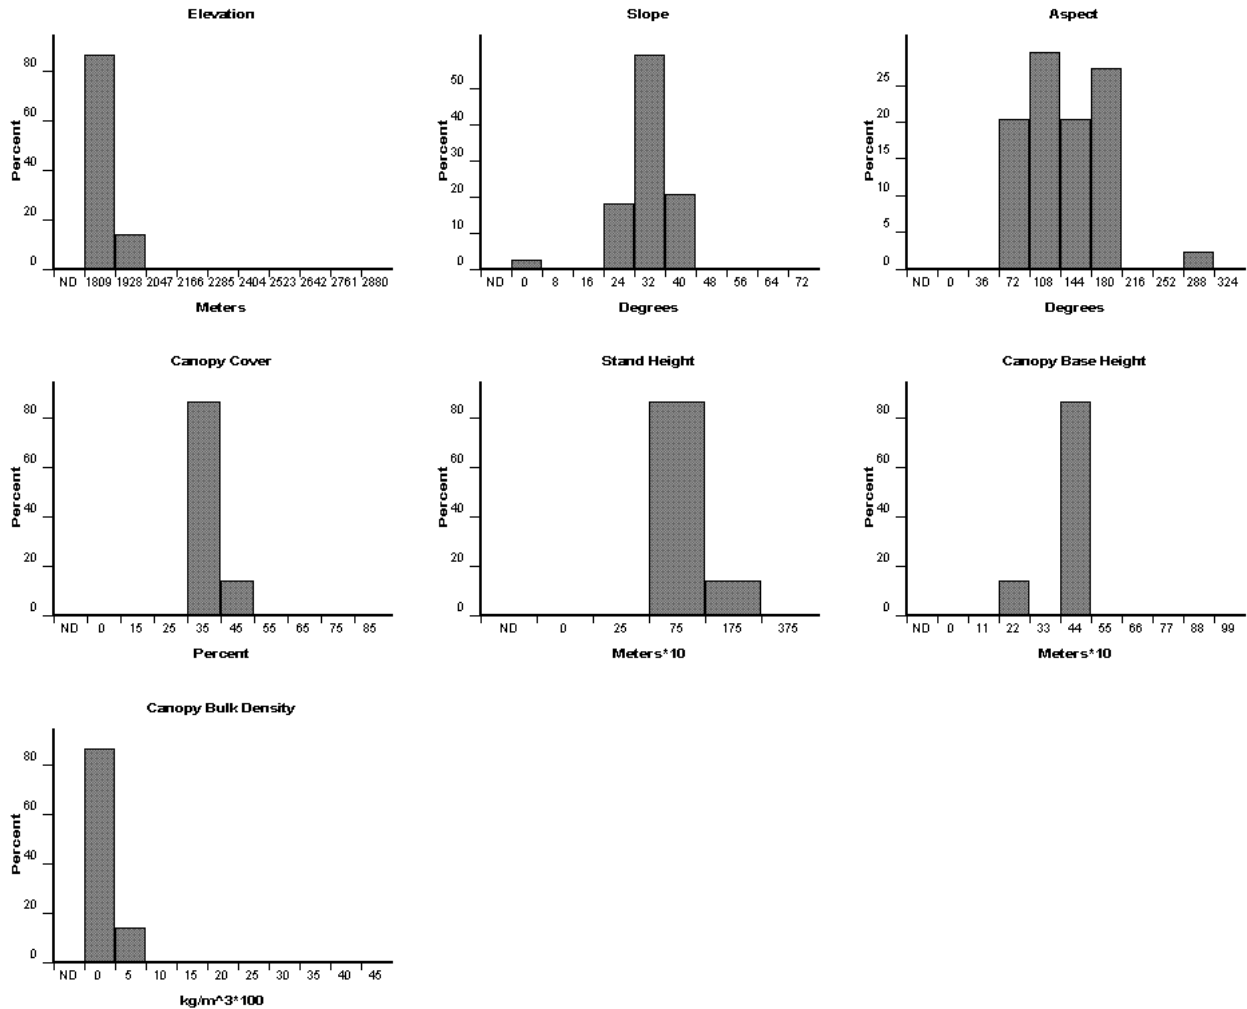 Elevation
80
60
40
20
0
Percent
ND 1809 1928 2047 2166 2285 2404 2523 2642 2761 2880
Meters
Slope
50
40
30
20
10
0
Percent
ND 0 8 16 24 32 40 48 56 64 72
Degrees
Aspect
25
20
15
10
5
0
Percent
ND 0 36 72 108 144 180 216 252 288 324
Degrees
Canopy Cover
80
60
40
20
0
Percent
ND 0 15 25 35 45 55 65 75 85
Percent
Stand Height
80
60
40
20
0
Percent
ND 0 25 75 175 375
Meters*10
Canopy Base Height
80
60
40
20
0
Percent
ND 0 11 22 33 44 55 66 77 88 99
Meters*10
Canopy Bulk Density
80
60
40
20
0
Percent
ND 0 5 10 15 20 25 30 35 40 45
kg/m^3*100